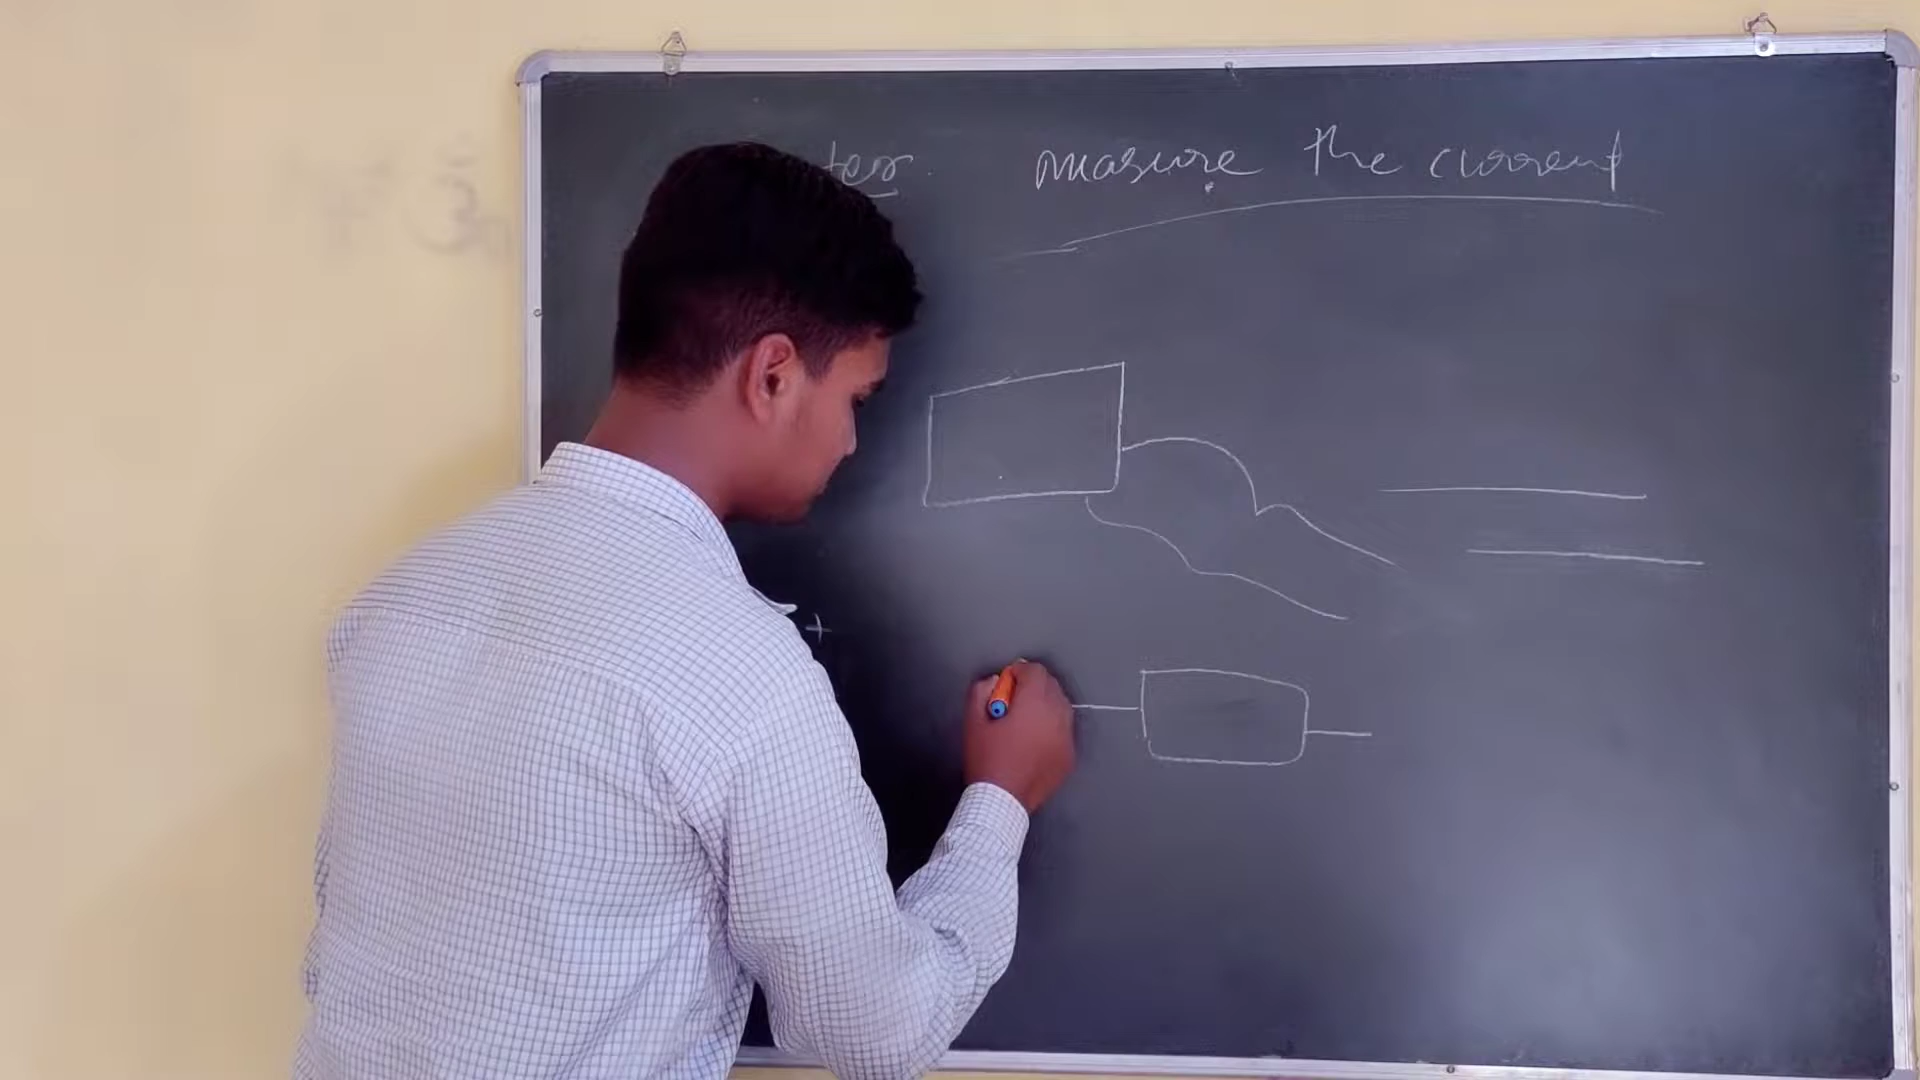 ter. measure the current
+